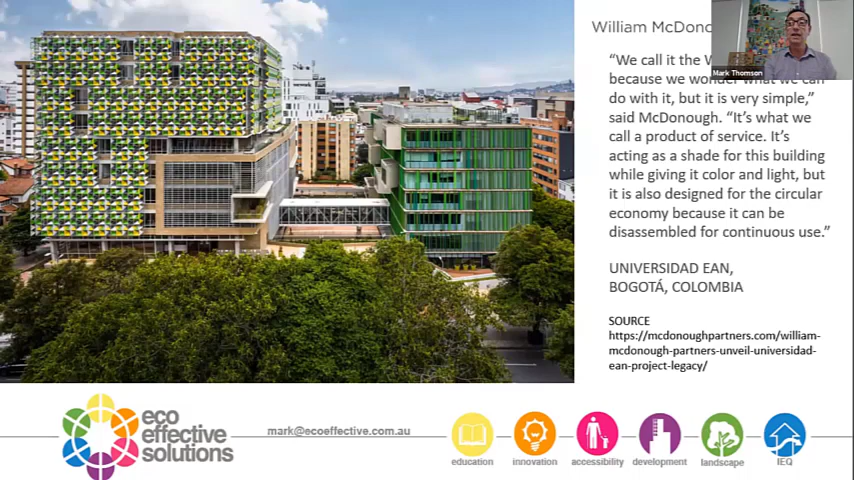 William McDono
Mark Thomson
“We call it the W
because we wonder what we can
do with it, but it is very simple,”
said McDonough. “It’s what we
call a product of service. It’s
acting as a shade for this building
while giving it color and light, but
it is also designed for the circular
economy because it can be
disassembled for continuous use.”
UNIVERSIDAD EAN,
BOGOTÁ, COLOMBIA
SOURCE
https://mcdonoughpartners.com/william-
mcdonough-partners-unveil-universidad-
ean-project-legacy/
eco
effective
solutions
mark@ecoeffective.com.au
education
innovation
accessibility
development
landscape
IEQ